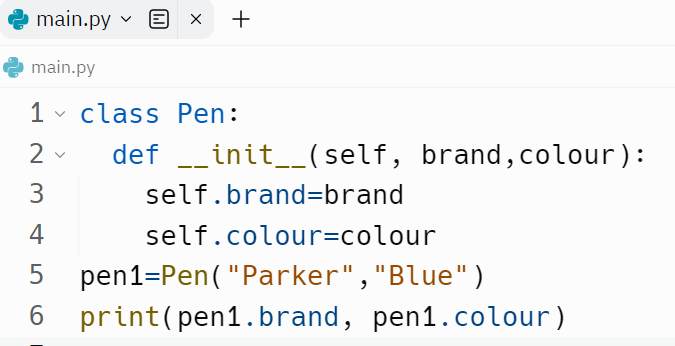 main.py
main.py
1 class Pen:
2   def __init__(self, brand,colour):
3     self.brand=brand
4     self.colour=colour
5 pen1=Pen("Parker","Blue")
6 print(pen1.brand, pen1.colour)